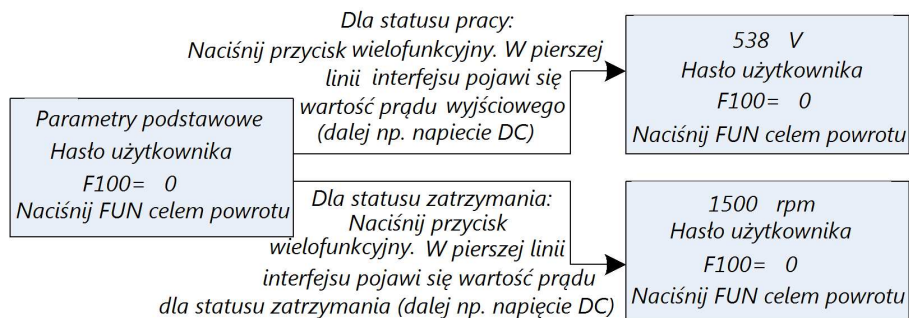 Dla statusu pracy:
Naciśnij przycisk wielofunkcyjny. W pierszej
linii interfejsu pojawi się
wartość prądu wyjściowego
(dalej np. napiecie DC)
538 V
Hasło użytkownika
F100= 0
Naciśnij FUN celem powrotu
Parametry podstawowe
Hasło użytkownika
F100= 0
Naciśnij FUN celem powrotu
Dla statusu zatrzymania:
Naciśnij przycisk
wielofunkcyjny. W pierszej linii
interfejsu pojawi się wartość prądu
dla statusu zatrzymania (dalej np. napięcie DC)
1500 rpm
Hasło użytkownika
F100= 0
Naciśnij FUN celem powrotu